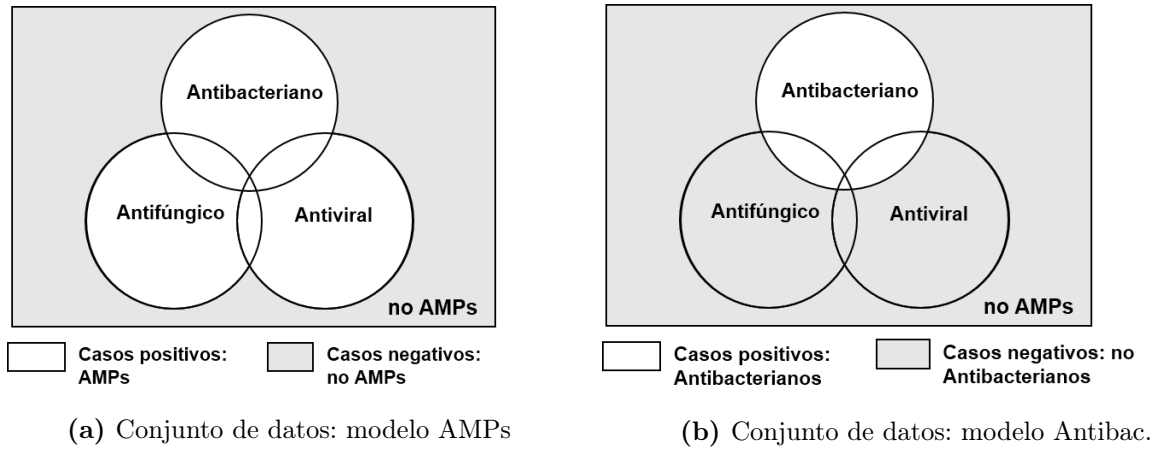 Antibacteriano
Antifúngico
Antiviral
no AMPs
Casos positivos:
AMPs
Casos negativos:
no AMPs
(a) Conjunto de datos: modelo AMPs
Antibacteriano
Antifúngico
Antiviral
no AMPs
Casos positivos:
Antibacterianos
Casos negativos: no
Antibacterianos
(b) Conjunto de datos: modelo Antibac.